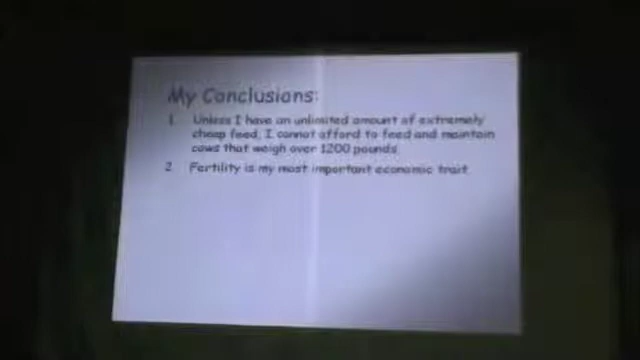 My Conclusions:
1. Unless I have an unlimited amount of extremely
cheap feed, I cannot afford to feed and maintain
cows that weigh over 1200 pounds.
2. Fertility is my most important economic trait.